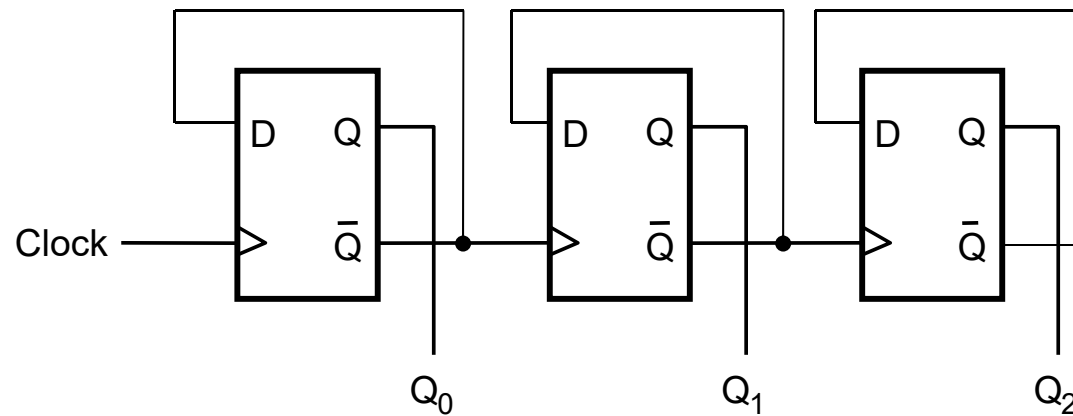 D Q D Q D Q
Clock Q̅ Q̅ Q̅
Q₀ Q₁ Q₂